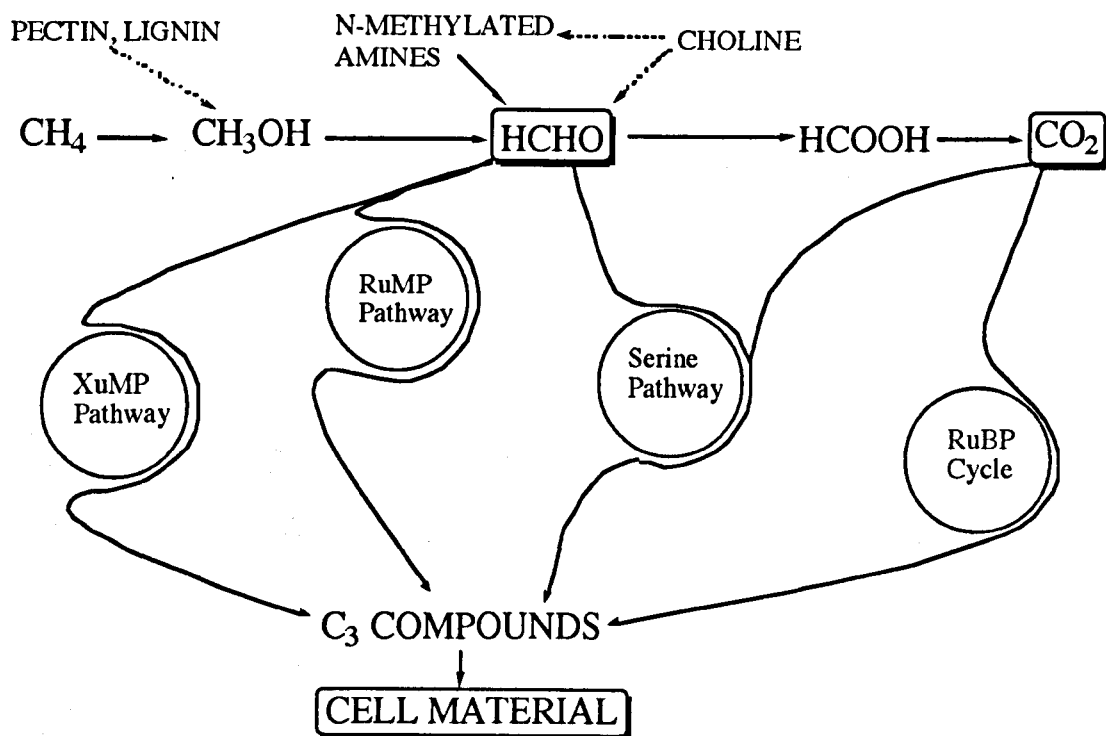 PECTIN, LIGNIN
N-METHYLATED
AMINES
CHOLINE
CH₄
CH₃OH
HCHO
HCOOH
CO₂
RuMP
Pathway
XuMP
Pathway
Serine
Pathway
RuBP
Cycle
C₃ COMPOUNDS
CELL MATERIAL